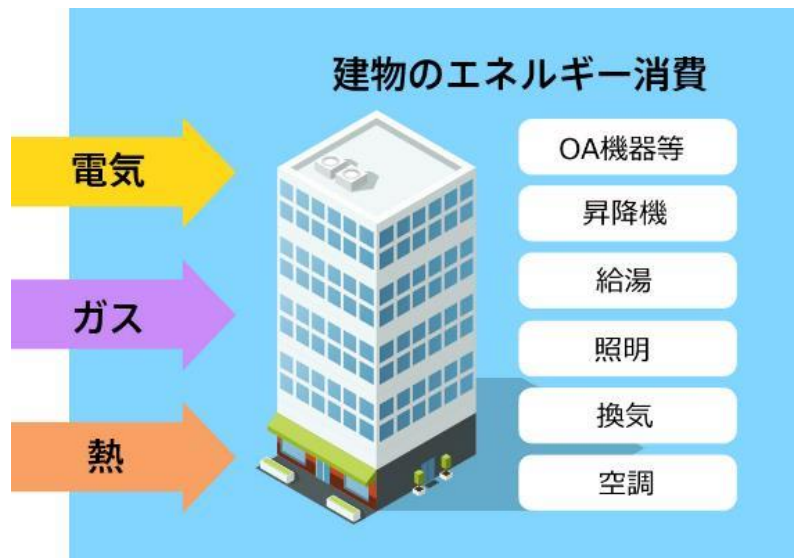 建物のエネルギー消費
電気
ガス
熱
OA機器等
昇降機
給湯
照明
換気
空調